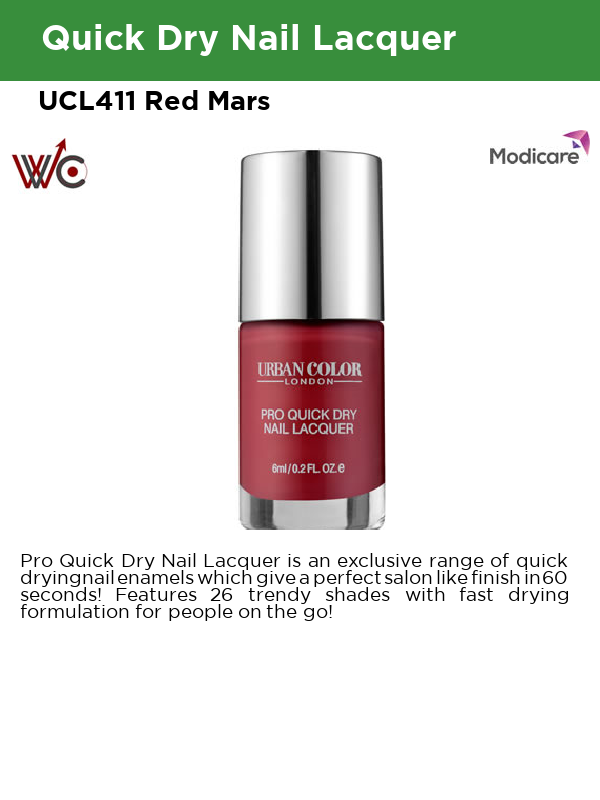 Quick Dry Nail Lacquer
UCL411 Red Mars
WC
Modicare
URBAN COLOR
LONDON
PRO QUICK DRY
NAIL LACQUER
6ml/0.2 FL. OZ. e
Pro Quick Dry Nail Lacquer is an exclusive range of quick
dryingnail enamels which give a perfect salon like finish in 60
seconds! Features 26 trendy shades with fast drying
formulation for people on the go!